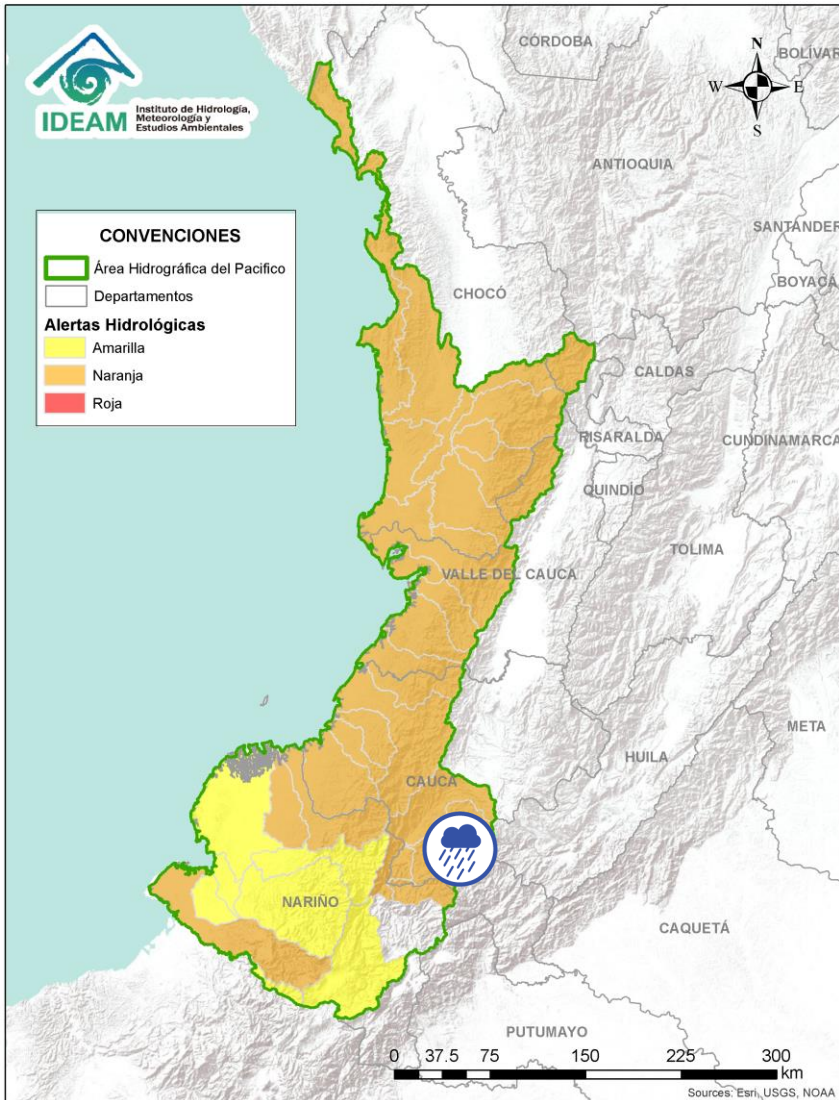 CÓRDOBA
BOLÍVAR
N
W E
S
IDEAM Instituto de Hidrología,
Meteorología y
Estudios Ambientales
ANTIOQUIA
SANTANDER
CONVENCIONES
Área Hidrográfica del Pacifico
Departamentos
Alertas Hidrológicas
Amarilla
Naranja
Roja
BOYACÁ
CHOCÓ
CALDAS
RISARALDA
CUNDINAMARCA
QUINDÍO
TOLIMA
VALLE DEL CAUCA
META
HUILA
CAUCA
NARIÑO
CAQUETÁ
PUTUMAYO
0 37.5 75 150 225 300
km
Sources: Esri, USGS, NOAA